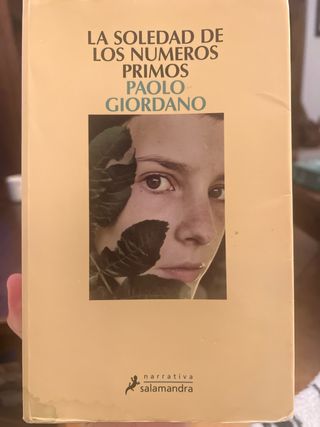 LA SOLEDAD DE
LOS NUMEROS
PRIMOS
PAOLO
GIORDANO
narrativa
salamandra